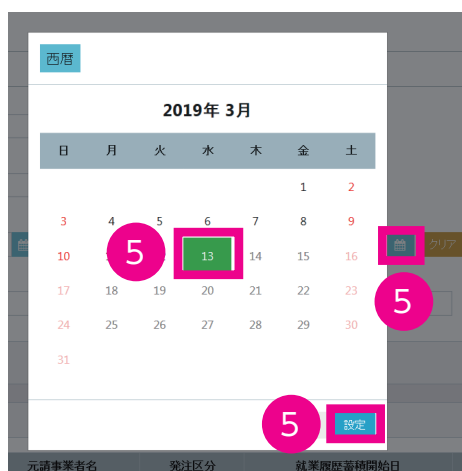 西暦
2019年 3月
日 月 火 水 木 金 土
1 2
3 4 5 6 7 8 9
10 5 13 14 15 16 クリア
17 18 19 20 21 22 23 5
24 25 26 27 28 29 30
31
5 設定
元請事業者名 発注区分 就業履歴蓄積開始日